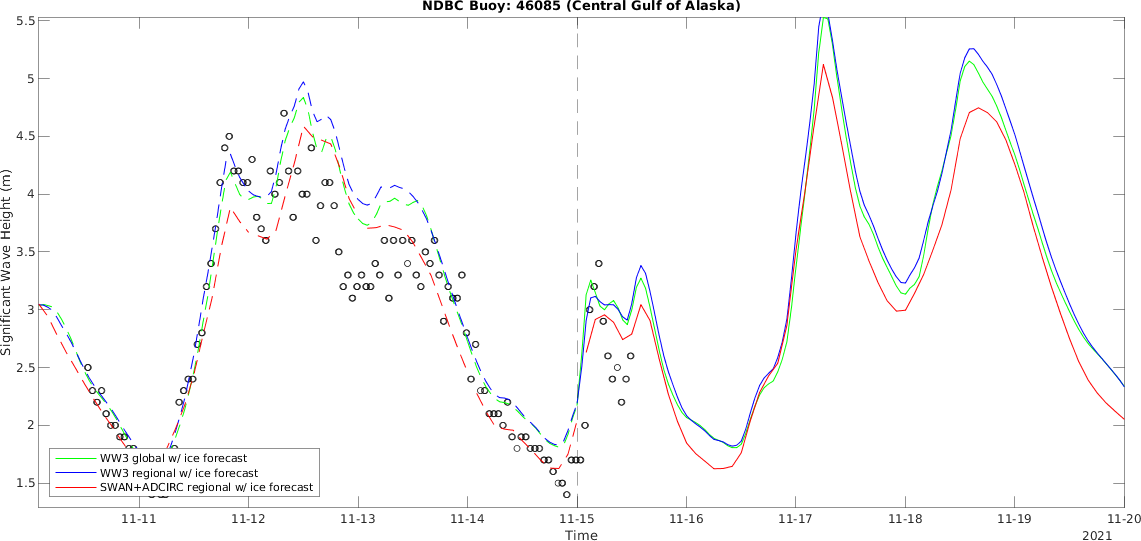 NDBC Buoy: 46085 (Central Gulf of Alaska)
5.5
5
4.5
4
3.5
3
2.5
2
1.5
Significant Wave Height (m)
WW3 global w/ ice forecast
WW3 regional w/ ice forecast
SWAN+ADCIRC regional w/ ice forecast
11-11 11-12 11-13 11-14 11-15 11-16 11-17 11-18 11-19 11-20
Time
2021